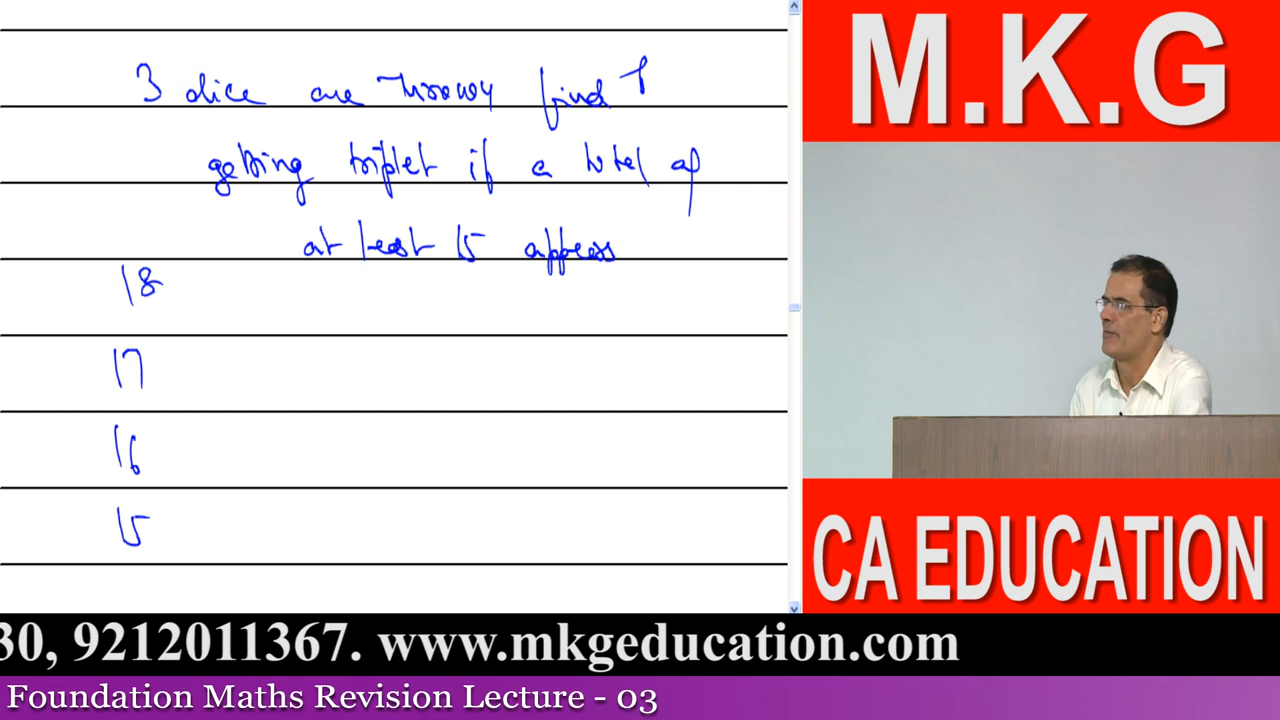 3 dice are thrown find P
getting triplet if a total of
at least 15 appears
18
17
16
15
M.K.G
CA EDUCATION
30, 9212011367. www.mkgeducation.com
Foundation Maths Revision Lecture - 03